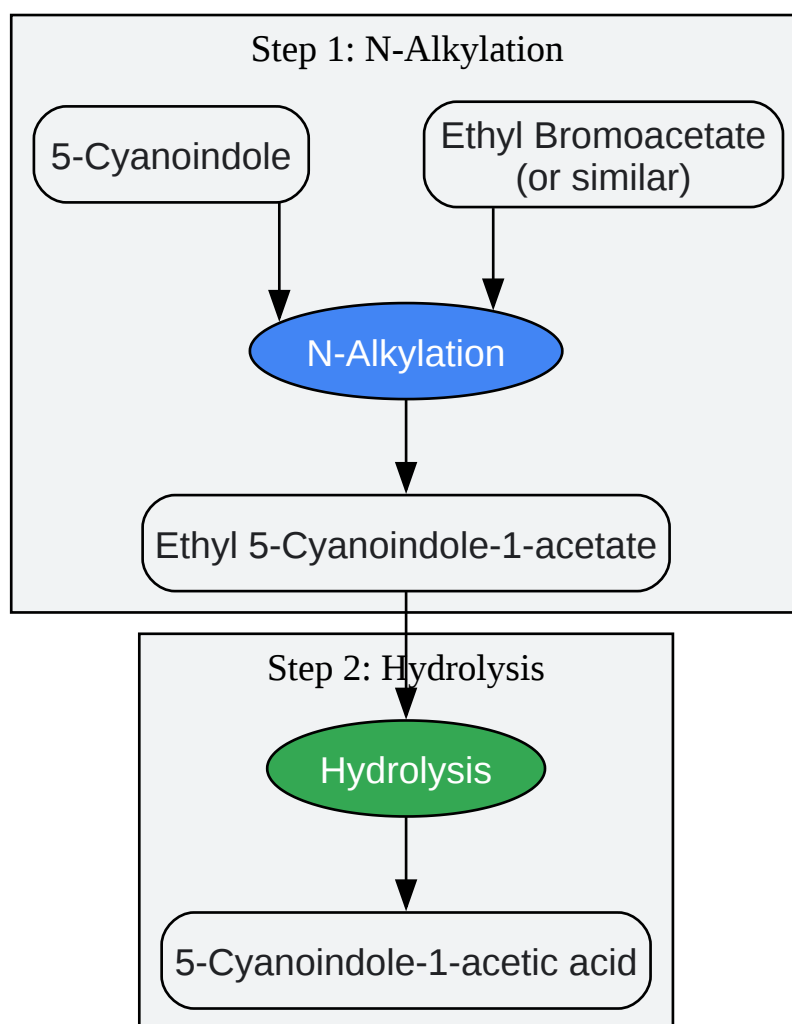 Step 1: N-Alkylation
5-Cyanoindole
Ethyl Bromoacetate
(or similar)
N-Alkylation
Ethyl 5-Cyanoindole-1-acetate
Step 2: Hydrolysis
Hydrolysis
5-Cyanoindole-1-acetic acid